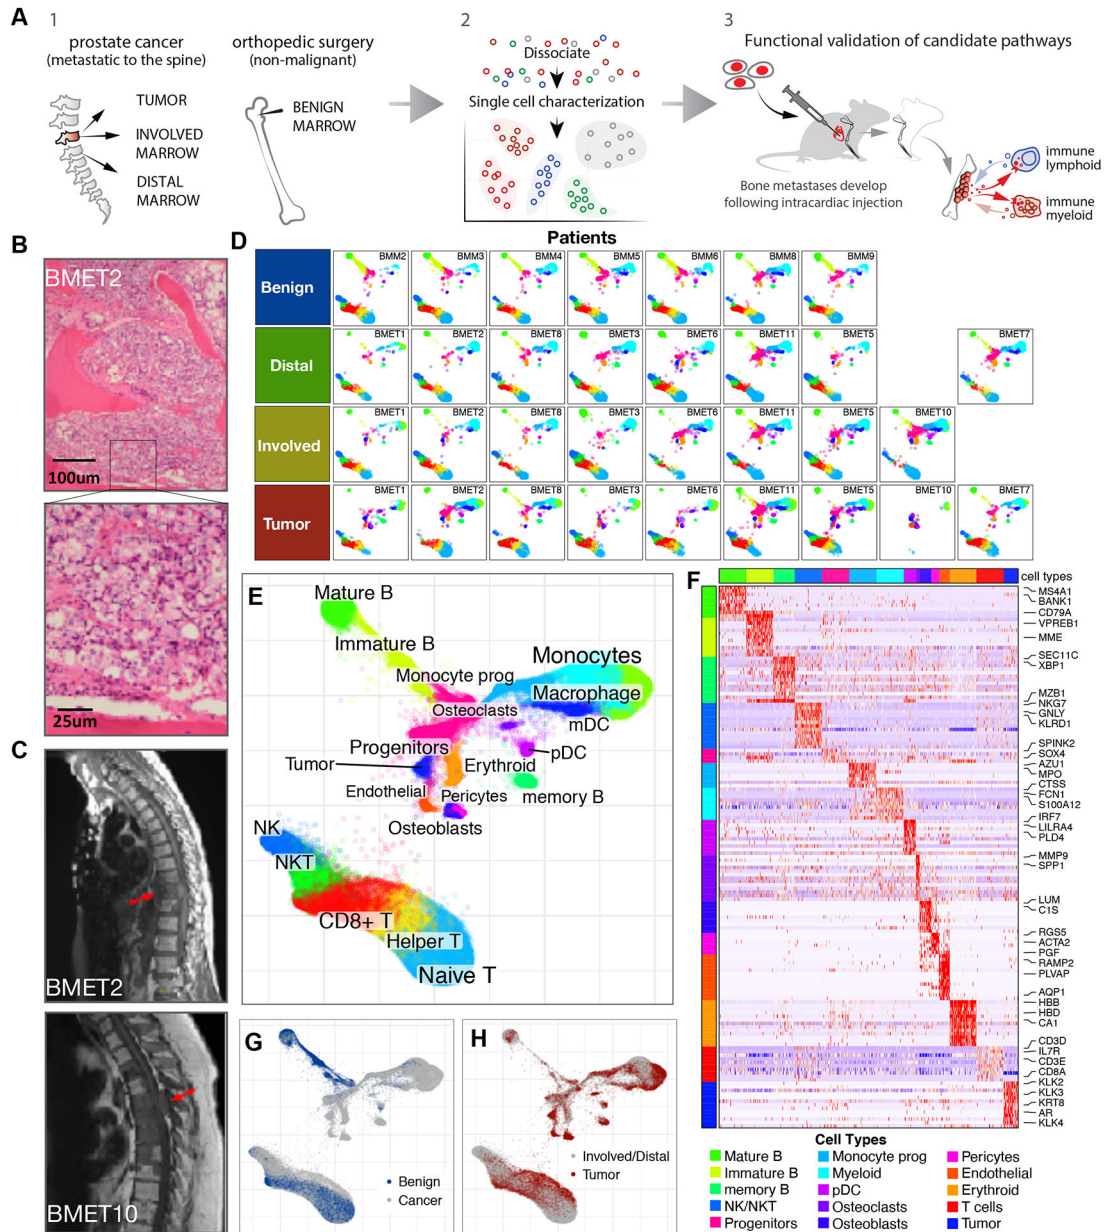 A
1
prostate cancer
(metastatic to the spine)
TUMOR
INVOLVED
MARROW
DISTAL
MARROW
orthopedic surgery
(non-malignant)
BENIGN
MARROW
2
Dissociate
Single cell characterization
3
Functional validation of candidate pathways
Bone metastases develop
following intracardiac injection
immune
lymphoid
immune
myeloid
B
BMET2
100um
25um
C
BMET2
BMET10
D
Patients
Benign
BMM2
BMM3
BMM4
BMM5
BMM6
BMM8
BMM9
Distal
BMET1
BMET2
BMET8
BMET3
BMET6
BMET11
BMET5
BMET7
Involved
BMET1
BMET2
BMET8
BMET3
BMET6
BMET11
BMET5
BMET10
Tumor
BMET1
BMET2
BMET8
BMET3
BMET6
BMET11
BMET5
BMET10
BMET7
E
Mature B
Immature B
Monocyte prog
Monocytes
Macrophage
Osteoclasts
mDC
Progenitors
pDC
Tumor
Erythroid
Endothelial
Pericytes
memory B
Osteoblasts
NK
NKT
CD8+ T
Helper T
Naive T
F
cell types
MS4A1
BANK1
CD79A
VPREB1
MME
SEC11C
XBP1
MZB1
NKG7
GNLY
KLRD1
SPINK2
SOX4
AZU1
MPO
CTSS
FCN1
S100A12
IRF7
LILRA4
PLD4
MMP9
SPP1
LUM
C1S
RGS5
ACTA2
PGF
RAMP2
PLVAP
AQP1
HBB
HBD
CA1
CD3D
IL7R
CD3E
CD8A
KLK2
KLK3
KRT8
AR
KLK4
Cell Types
Mature B
Immature B
memory B
NK/NKT
Progenitors
Monocyte prog
Myeloid
pDC
Osteoclasts
Osteoblasts
Pericytes
Endothelial
Erythroid
T cells
Tumor
G
Benign
Cancer
H
Involved/Distal
Tumor